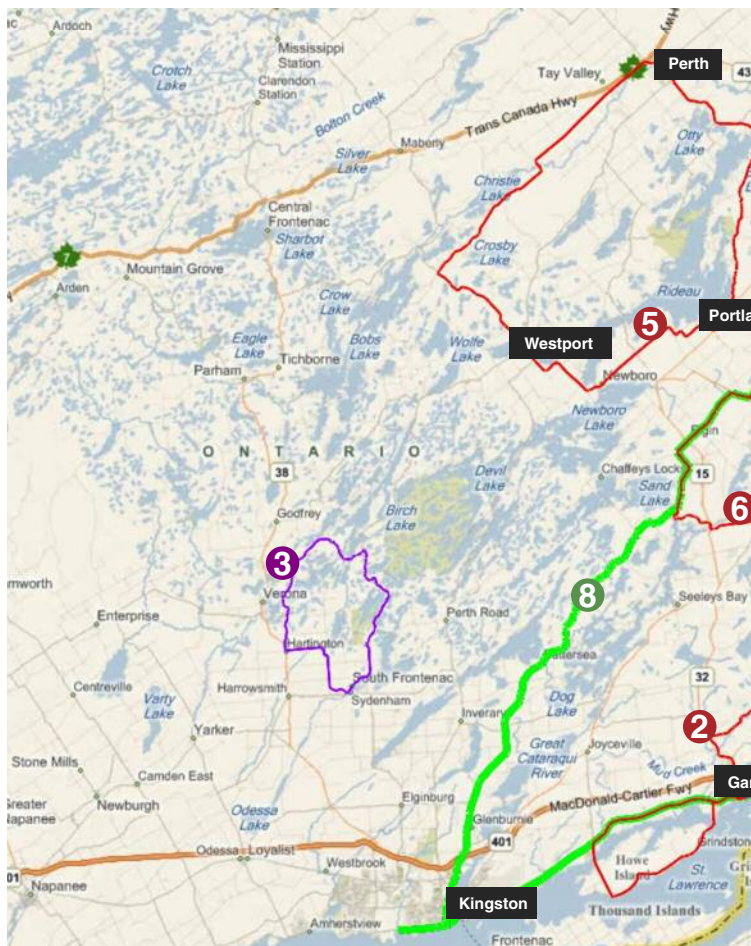 Ardoch
Hwy
Mississippi
Station
Perth
Crotch
Lake
Tay Valley
43
Clarendon
Station
Bolton Creek
Trans Canada Hwy
Otty
Lake
Maberly
Silver
Lake
Christie
Lake
Central
Frontenac
Sharbot
Lake
Crosby
Lake
7
Mountain Grove
Arden
Rideau
Crow
Lake
5
Portla
Eagle
Lake
Bobs
Lake
Wolfe
Lake
Westport
Tichborne
Parham
Newboro
Newboro
Lake
Elgin
ONTARIO
38
Devil
Lake
Chaffeys Lock
15
Sand
Lake
Godfrey
Birch
Lake
6
3
mworth
Verona
8
Seeleys Bay
Enterprise
Perth Road
Hartington
Battersea
South Frontenac
32
Centreville
Harrowsmith
Sydenham
Dog
Lake
Varty
Lake
Inverary
2
Yarker
Great
Cataraqui
River
Joyceville
Stone Mills
Mud Creek
Camden East
Gar
Greater
Napanee
Newburgh
Elginburg
MacDonald-Cartier Fwy
Odessa
Lake
Glenburnie
401
Grindston
Odessa
Loyalist
Howe
Island
Gri
Westbrook
St.
Lawrence
01
Napanee
Kingston
Thousand Islands
Amherstview
Frontenac